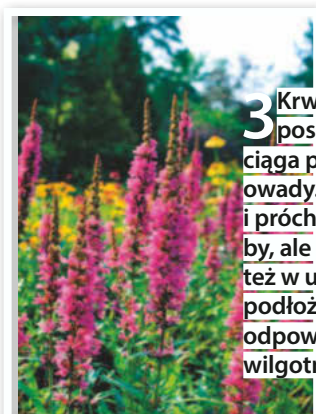 3 Krw
pos
ciąga p
owady.
i próch
by, ale
też w u
podłoż
odpow
wilgotn